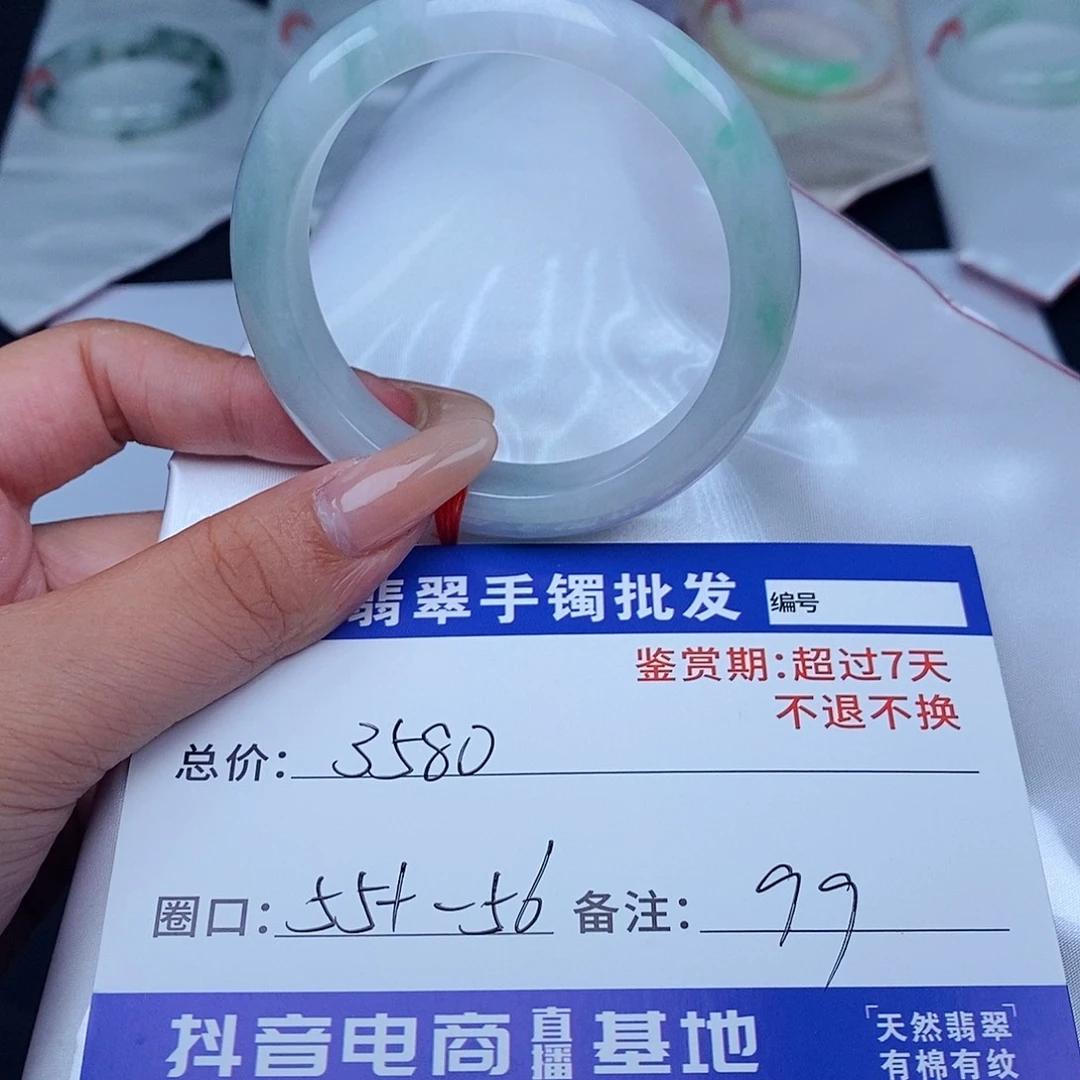 翡翠手镯批发 编号
鉴赏期:超过7天
不退不换
总价: 3580
圈口: 55+-56 备注: 99
抖音电商直播基地
「天然翡翠」
有棉有纹